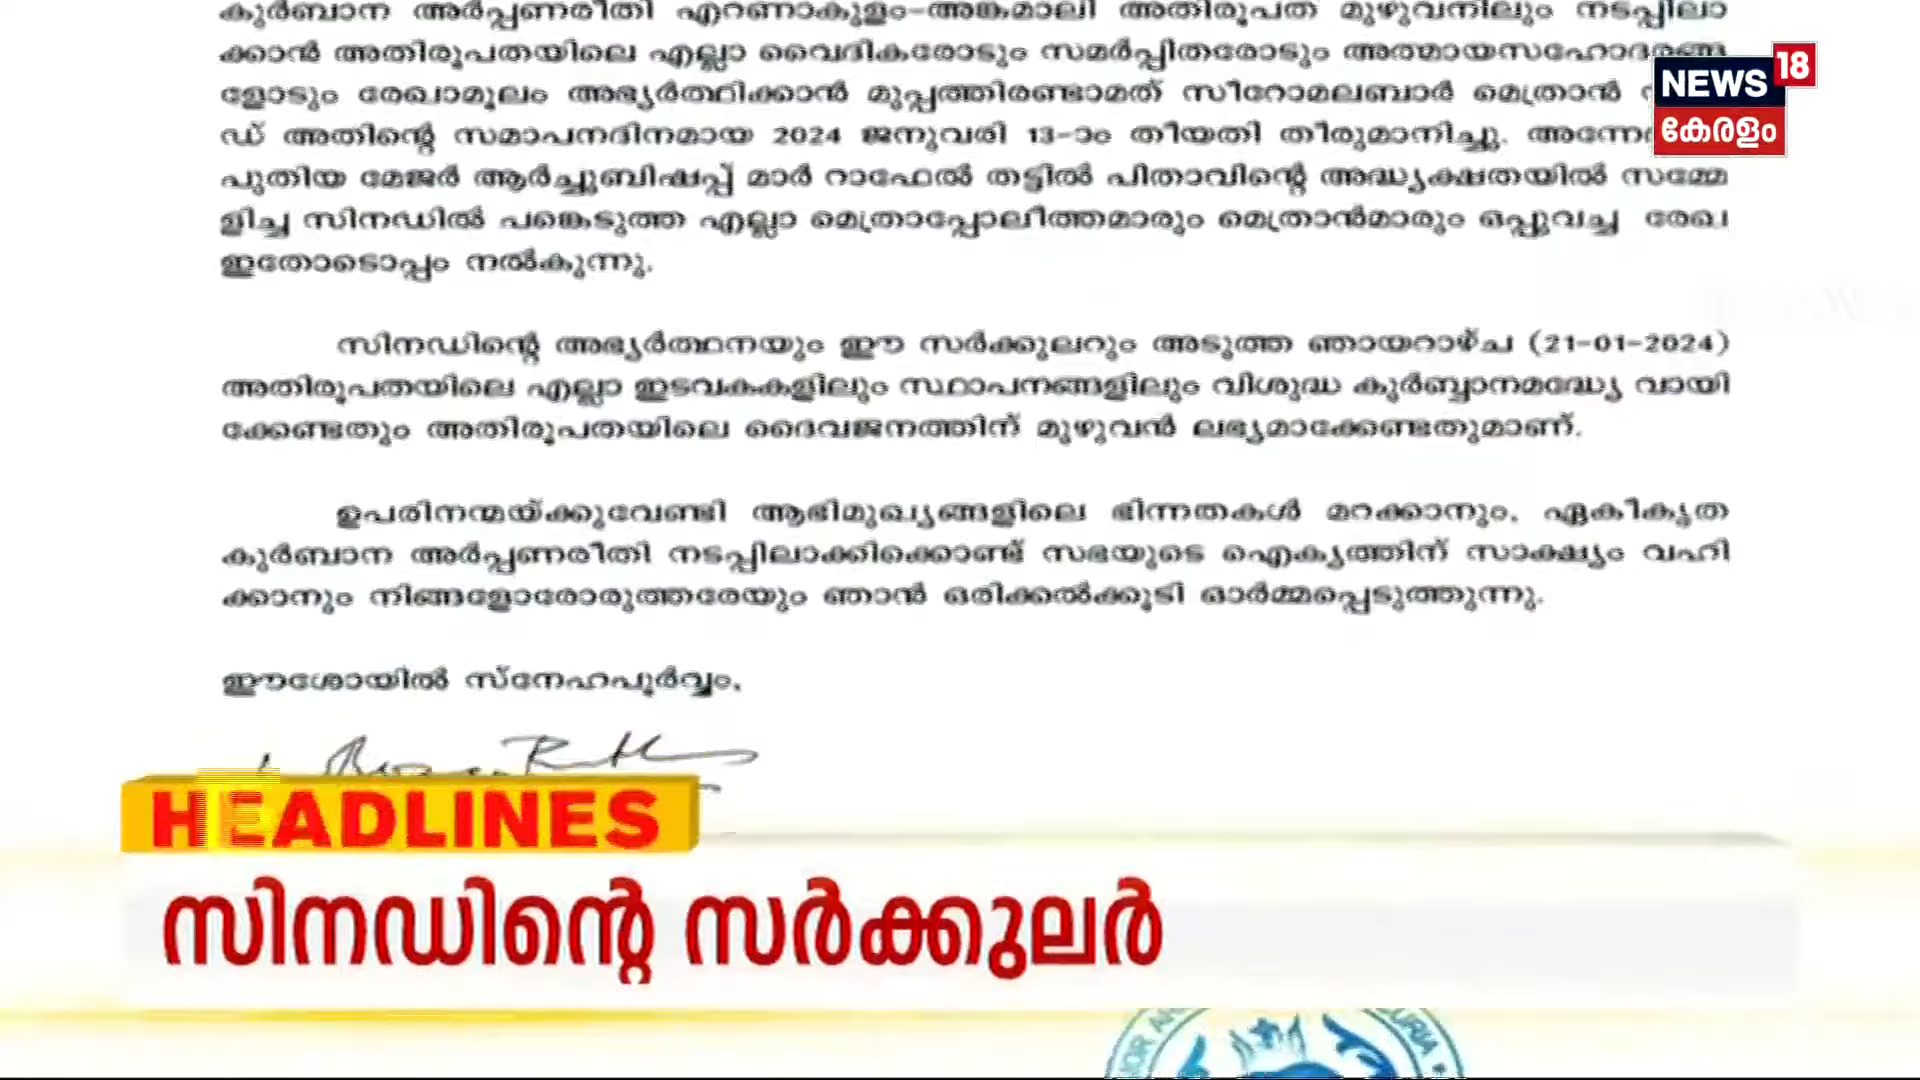 കുർബാന അർപ്പണരീതി എറണാകുളം-അങ്കമാലി അതിരൂപത മുഴുവനിലും നടപ്പിലാ
ക്കാൻ അതിരൂപതയിലെ എല്ലാ വൈദികരോടും സമർപ്പിതരോടും അത്മായസഹോദരങ്ങ
ളോടും രേഖാമൂലം അഭ്യർത്ഥിക്കാൻ മുപ്പത്തിരണ്ടാമത് സീറോമലബാർ മെത്രാൻ
ഡ് അതിന്റെ സമാപനദിനമായ 2024 ജനുവരി 13-ാം തീയതി തീരുമാനിച്ചു.
പുതിയ മേജർ ആർച്ചുബിഷപ്പ് മാർ റാഫേൽ തട്ടിൽ പിതാവിന്റെ അദ്ധ്യക്ഷതയിൽ സമ്മേ
ളിച്ച സിനഡിൽ പങ്കെടുത്ത എല്ലാ മെത്രാപ്പോലീത്തമാരും മെത്രാൻമാരും ഒപ്പുവച്ച രേഖ
ഇതോടൊപ്പം നൽകുന്നു.
സിനഡിന്റെ അഭ്യർത്ഥനയും ഈ സർക്കുലറും അടുത്ത ഞായറാഴ്ച (21-01-2024)
അതിരൂപതയിലെ എല്ലാ ഇടവകകളിലും സ്ഥാപനങ്ങളിലും വിശുദ്ധ കുർബ്ബാനമദ്ധ്യേ വായി
ക്കേണ്ടതും അതിരൂപതയിലെ ദൈവജനത്തിന് മുഴുവൻ ലഭ്യമാക്കേണ്ടതുമാണ്.
ഉപരിനന്മയ്ക്കുവേണ്ടി ആഭിമുഖ്യങ്ങളിലെ ഭിന്നതകൾ മറക്കാനും, ഏകീകൃത
കുർബാന അർപ്പണരീതി നടപ്പിലാക്കിക്കൊണ്ട് സഭയുടെ ഐക്യത്തിന് സാക്ഷ്യം വഹി
ക്കാനും നിങ്ങളോരോരുത്തരേയും ഞാൻ ഒരിക്കൽക്കൂടി ഓർമ്മപ്പെടുത്തുന്നു.
ഈശോയിൽ സ്നേഹപൂർവ്വം,
NEWS 18
കേരളം
HEADLINES
സിനഡിന്റെ സർക്കുലർ